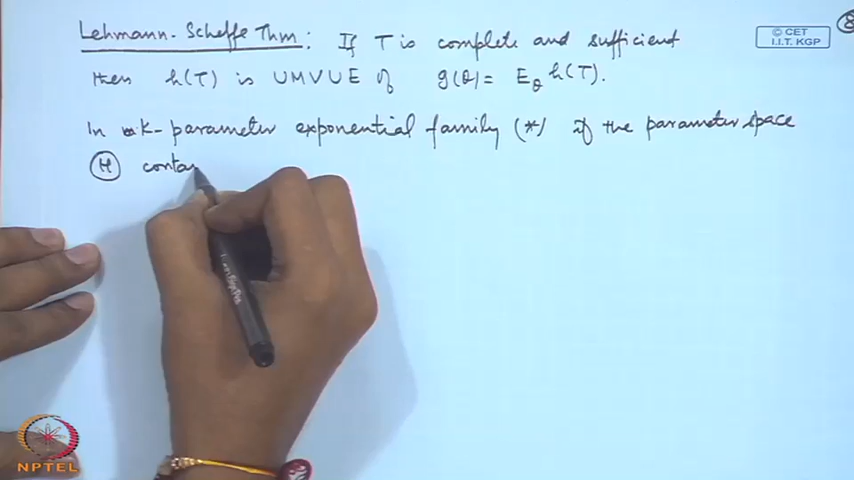 Lehmann-Scheffe Thm: If T is complete and sufficient
© CET
I.I.T. KGP
then h(T) is UMVUE of g(θ) = E_θ h(T).
In k-parameter exponential family (*) if the parameter space
Ⓗ conta
NPTEL